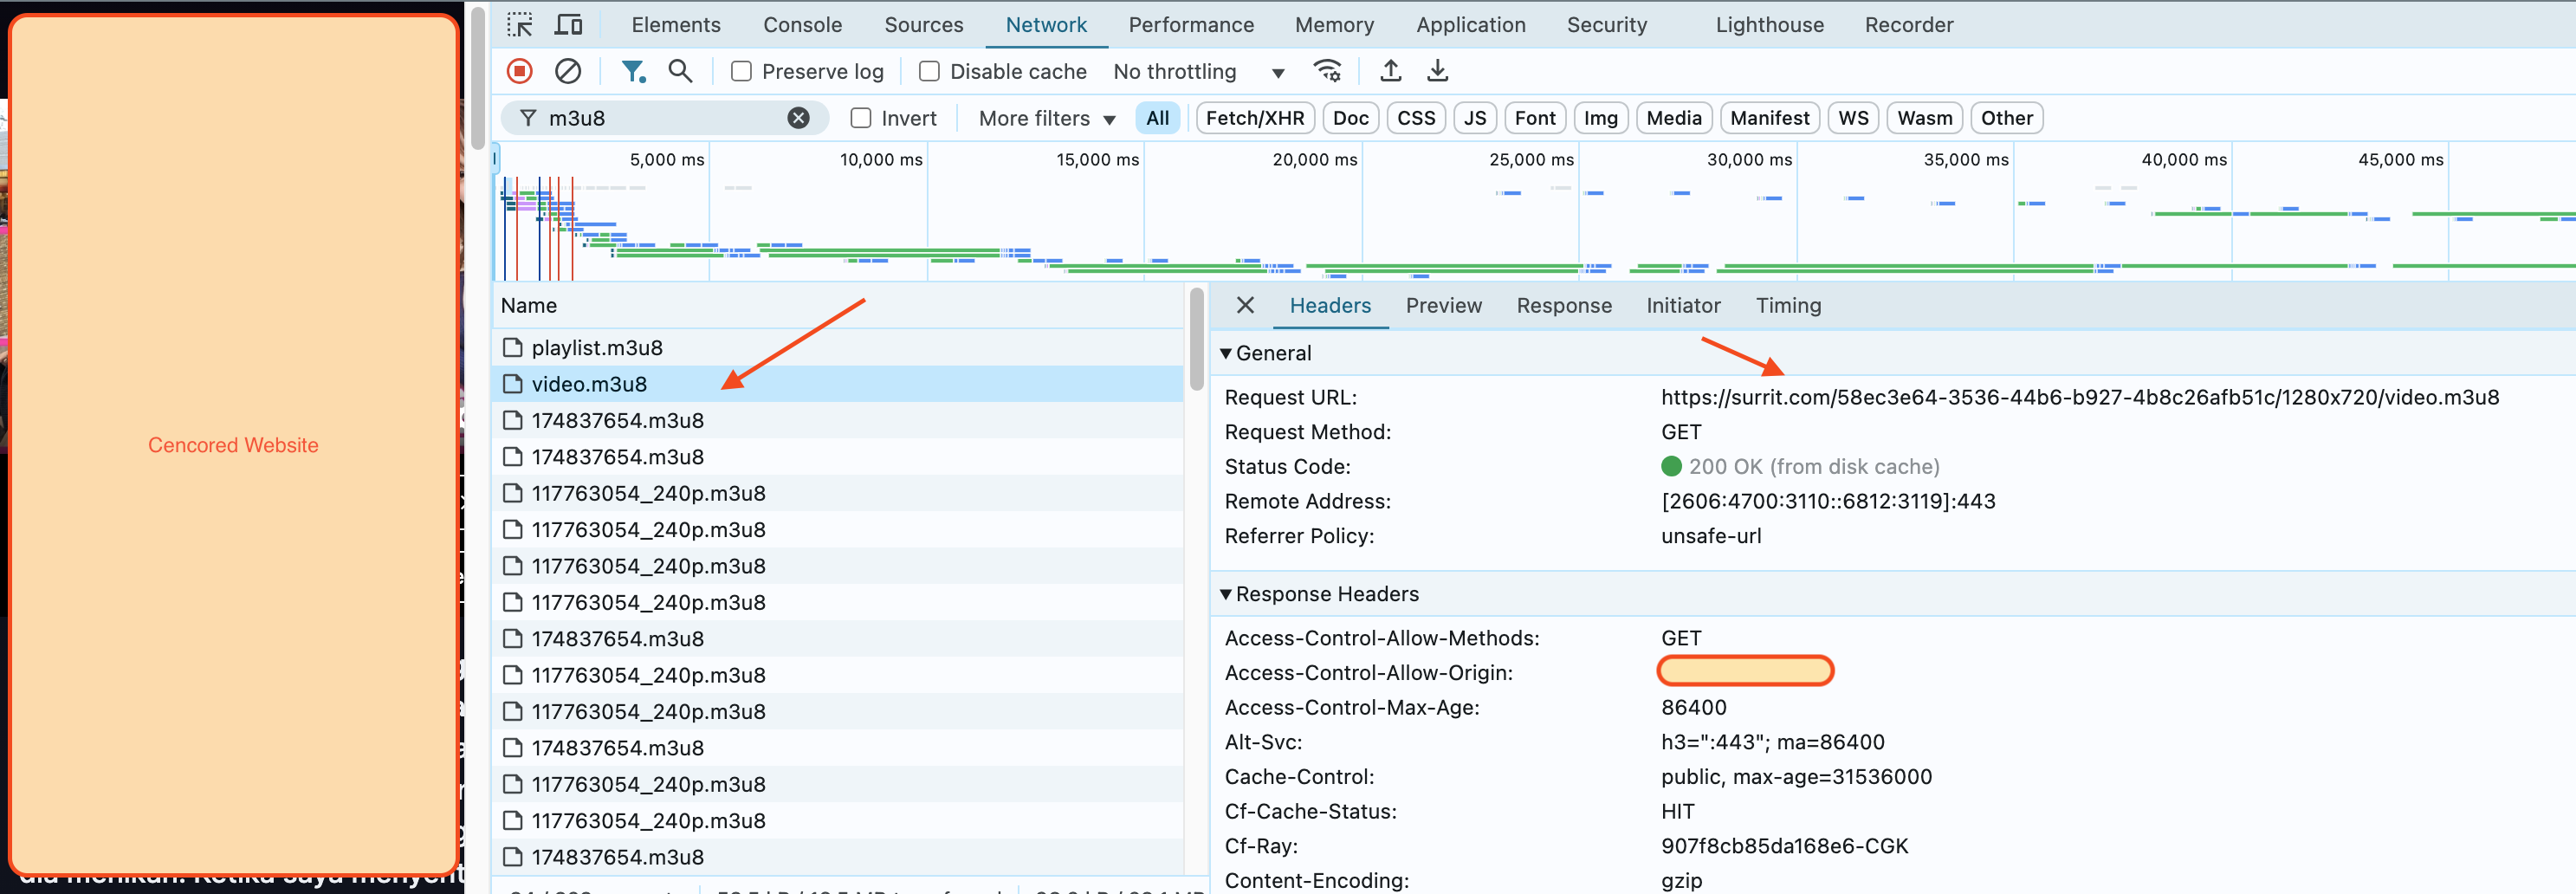 Elements Console Sources Network Performance Memory Application Security Lighthouse Recorder
Preserve log Disable cache No throttling
m3u8 Invert More filters All Fetch/XHR Doc CSS JS Font Img Media Manifest WS Wasm Other
5,000 ms 10,000 ms 15,000 ms 20,000 ms 25,000 ms 30,000 ms 35,000 ms 40,000 ms 45,000 ms
Cencored Website
Name
playlist.m3u8
video.m3u8
174837654.m3u8
174837654.m3u8
117763054_240p.m3u8
117763054_240p.m3u8
117763054_240p.m3u8
117763054_240p.m3u8
174837654.m3u8
117763054_240p.m3u8
117763054_240p.m3u8
174837654.m3u8
117763054_240p.m3u8
117763054_240p.m3u8
174837654.m3u8
Headers Preview Response Initiator Timing
General
Request URL: https://surrit.com/58ec3e64-3536-44b6-b927-4b8c26afb51c/1280x720/video.m3u8
Request Method: GET
Status Code: 200 OK (from disk cache)
Remote Address: [2606:4700:3110::6812:3119]:443
Referrer Policy: unsafe-url
Response Headers
Access-Control-Allow-Methods: GET
Access-Control-Allow-Origin:
Access-Control-Max-Age: 86400
Alt-Svc: h3=":443"; ma=86400
Cache-Control: public, max-age=31536000
Cf-Cache-Status: HIT
Cf-Ray: 907f8cb85da168e6-CGK
Content-Encoding: gzip